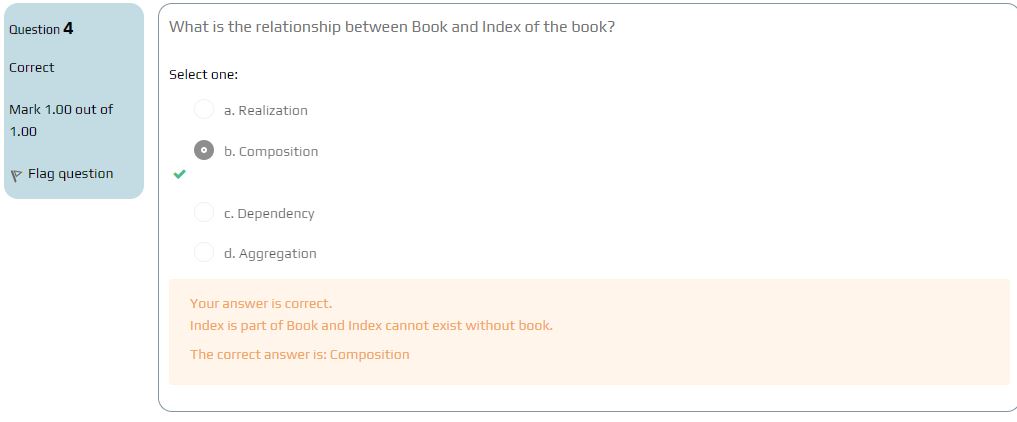 Question 4
Correct
Mark 1.00 out of
1.00
Flag question
What is the relationship between Book and Index of the book?
Select one:
a. Realization
b. Composition
c. Dependency
d. Aggregation
Your answer is correct.
Index is part of Book and Index cannot exist without book.
The correct answer is: Composition